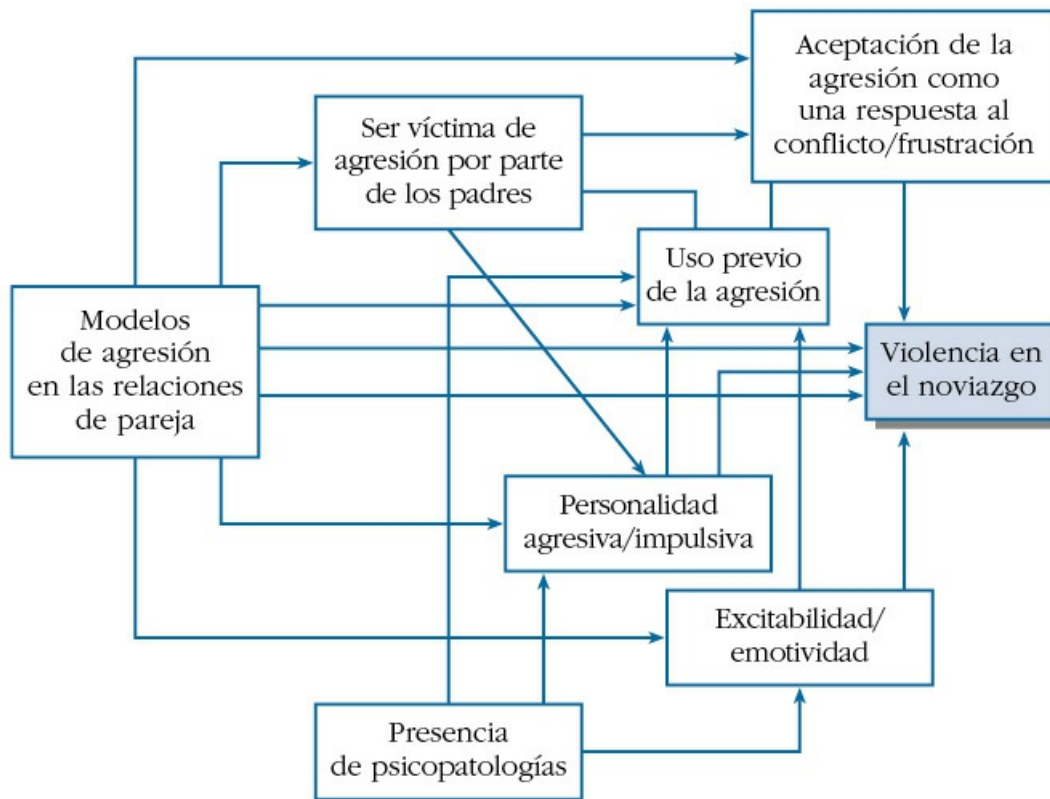 Aceptación de la
agresión como
una respuesta al
conflicto/frustración
Ser víctima de
agresión por parte
de los padres
Uso previo
de la agresión
Modelos
de agresión
en las relaciones
de pareja
Violencia en
el noviazgo
Personalidad
agresiva/impulsiva
Excitabilidad/
emotividad
Presencia
de psicopatologías